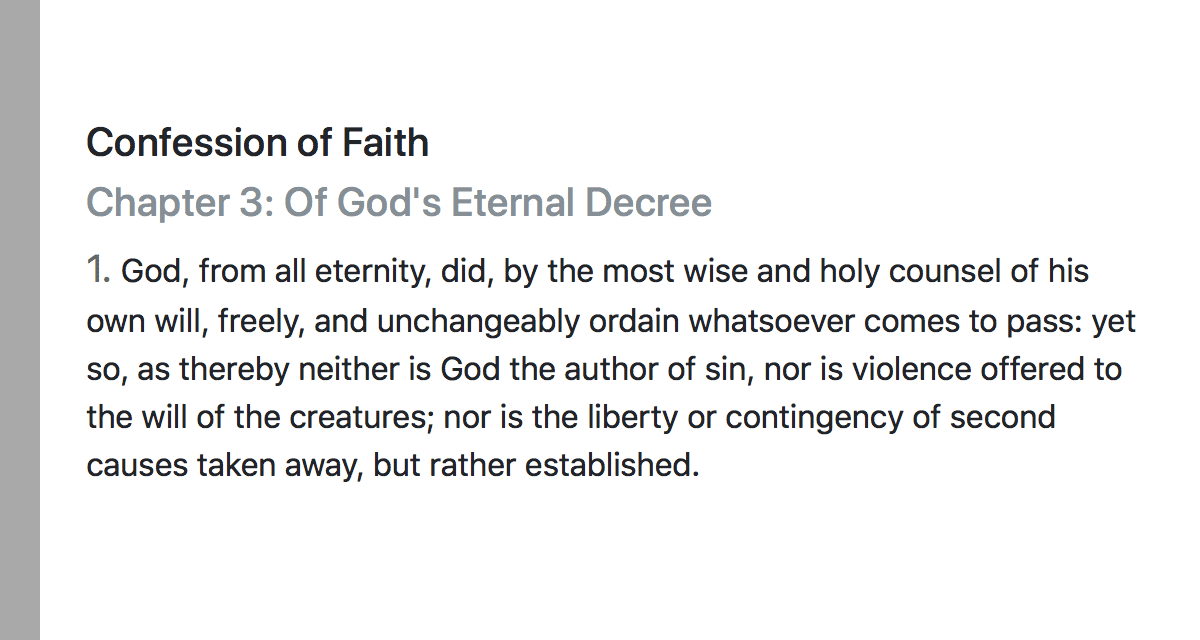 Confession of Faith
Chapter 3: Of God's Eternal Decree
1. God, from all eternity, did, by the most wise and holy counsel of his
own will, freely, and unchangeably ordain whatsoever comes to pass: yet
so, as thereby neither is God the author of sin, nor is violence offered to
the will of the creatures; nor is the liberty or contingency of second
causes taken away, but rather established.